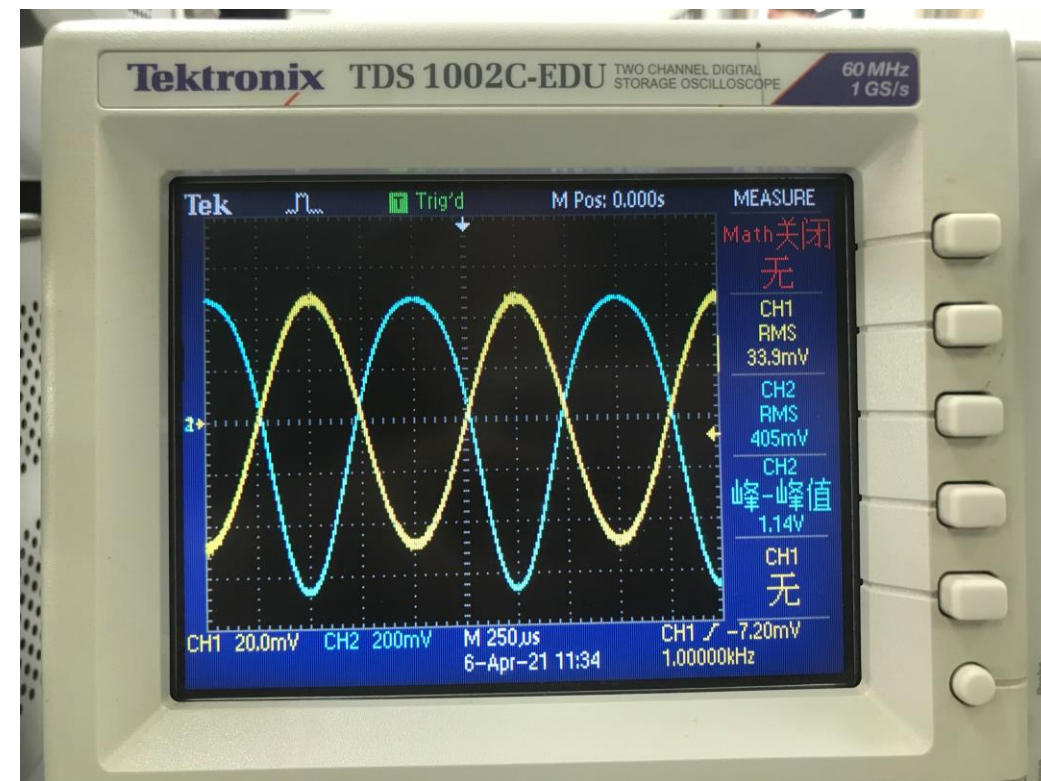 Tektronix TDS 1002C-EDU TWO CHANNEL DIGITAL STORAGE OSCILLOSCOPE
60 MHz
1 GS/s
Tek T Trig'd M Pos: 0.000s MEASURE
Math关闭
无
CH1
RMS
33.9mV
CH2
RMS
405mV
CH2
峰-峰值
1.14V
CH1
无
2
CH1 20.0mV CH2 200mV M 250µs CH1 -7.20mV
6-Apr-21 11:34 1.00000kHz